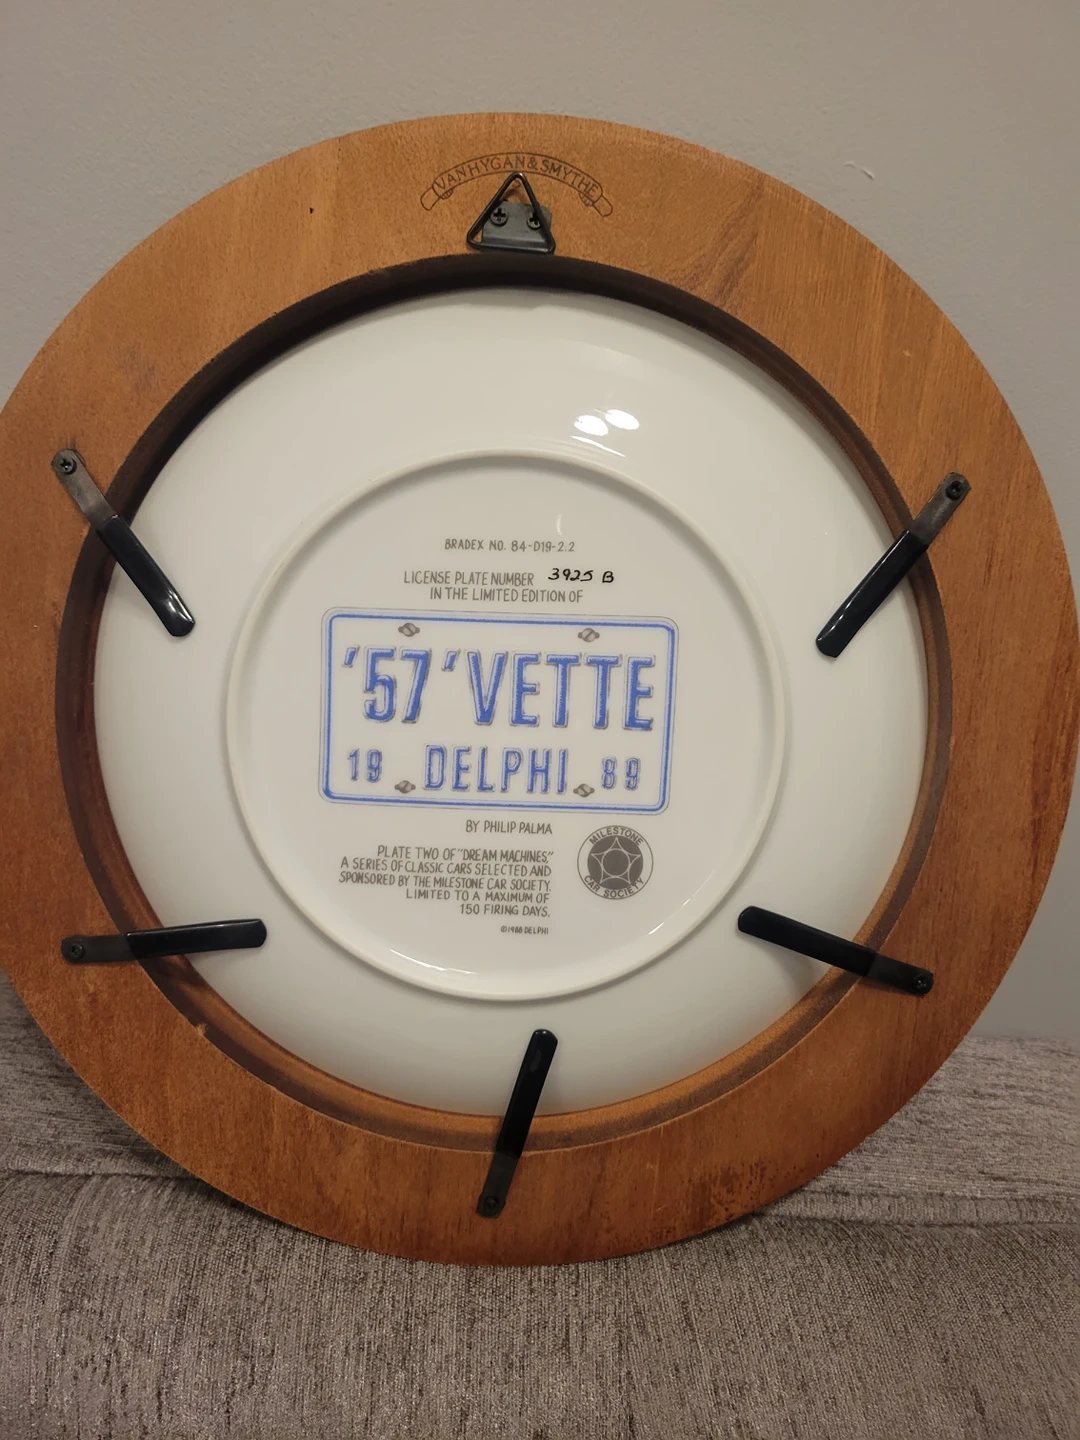 VANHYGAN & SMYTHE
BRADEX NO. 84-D19-2.2
LICENSE PLATE NUMBER 3925 B
IN THE LIMITED EDITION OF
'57 'VETTE
19 DELPHI 89
BY PHILIP PALMA
PLATE TWO OF "DREAM MACHINES,"
A SERIES OF CLASSIC CARS SELECTED AND
SPONSORED BY THE MILESTONE CAR SOCIETY.
LIMITED TO A MAXIMUM OF
150 FIRING DAYS.
MILESTONE
CAR SOCIETY
©1988 DELPHI